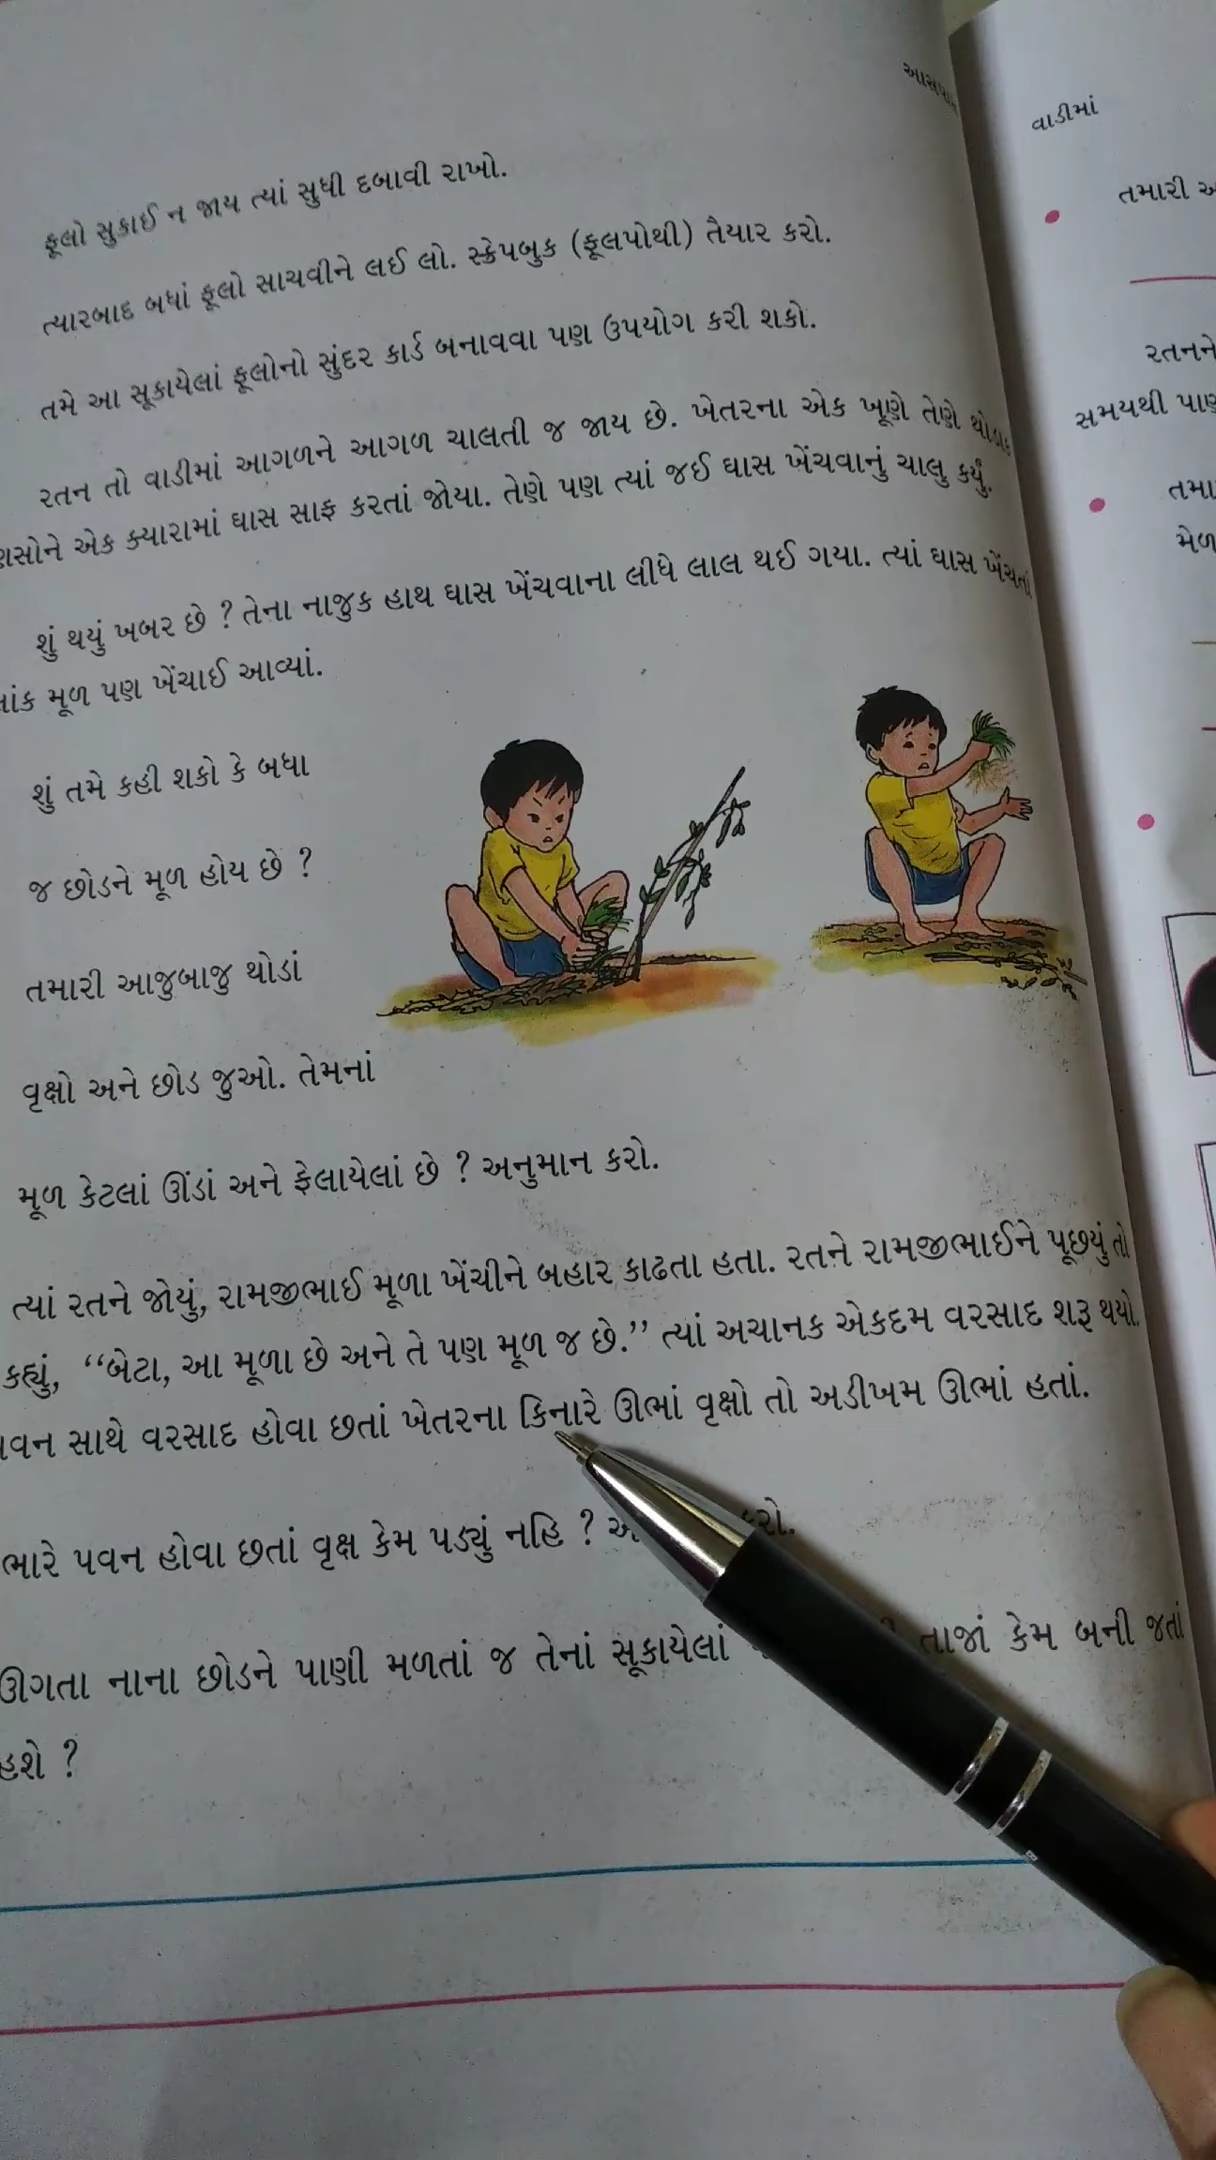 ફૂલો સુકાઈ ન જાય ત્યાં સુધી દબાવી રાખો.
ત્યારબાદ બધાં ફૂલો સાચવીને લઈ લો. સ્ક્રેપબુક (ફૂલપોથી) તૈયાર કરો.
તમે આ સૂકાયેલાં ફૂલોનો સુંદર કાર્ડ બનાવવા પણ ઉપયોગ કરી શકો.
રતન તો વાડીમાં આગળને આગળ ચાલતી જ જાય છે. ખેતરના એક ખૂણે તેણે
એક ક્યારામાં ઘાસ સાફ કરતાં જોયા. તેણે પણ ત્યાં જઈ ઘાસ ખેંચવાનું ચાલુ કર્યું.
શું થયું ખબર છે ? તેના નાજુક હાથ ઘાસ ખેંચવાના લીધે લાલ થઈ ગયા. ત્યાં ઘાસ
મૂળ પણ ખેંચાઈ આવ્યાં.
શું તમે કહી શકો કે બધા
જ છોડને મૂળ હોય છે ?
તમારી આજુબાજુ થોડાં
વૃક્ષો અને છોડ જુઓ. તેમનાં
મૂળ કેટલાં ઊંડાં અને ફેલાયેલાં છે ? અનુમાન કરો.
ત્યાં રતને જોયું, રામજીભાઈ મૂળા ખેંચીને બહાર કાઢતા હતા. રતને રામજીભાઈને પૂછયું તો
કહ્યું, “બેટા, આ મૂળા છે અને તે પણ મૂળ જ છે.” ત્યાં અચાનક એકદમ વરસાદ શરૂ થયો.
સાથે વરસાદ હોવા છતાં ખેતરના કિનારે ઊભાં વૃક્ષો તો અડીખમ ઊભાં હતાં.
ભારે પવન હોવા છતાં વૃક્ષ કેમ પડ્યું નહિ ?
ઊગતા નાના છોડને પાણી મળતાં જ તેનાં સૂકાયેલાં તાજાં કેમ બની જતાં
હશે ?
વાડીમાં
તમારી
રતનને
સમયથી